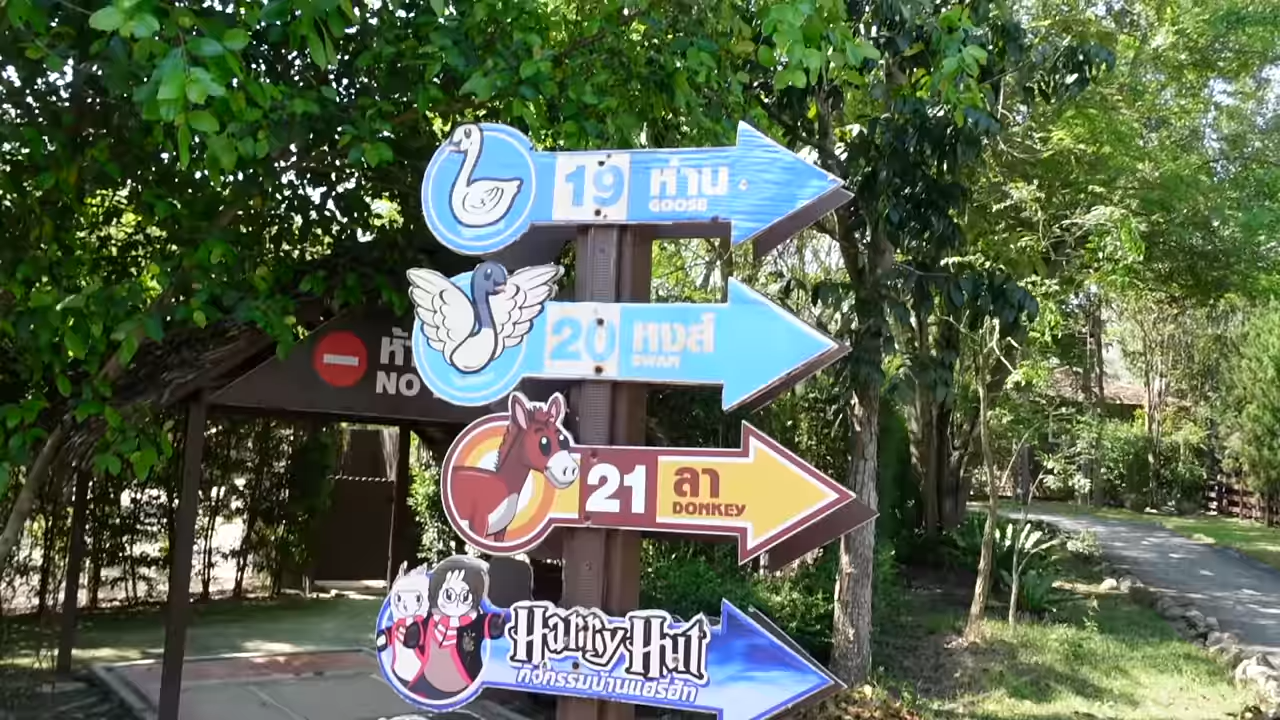 19 ห่าน
GOOSE
20 หงส์
SWAN
NO
21 ลา
DONKEY
Harry Hut
กิจกรรมบ้านแฮรี่ฮัท